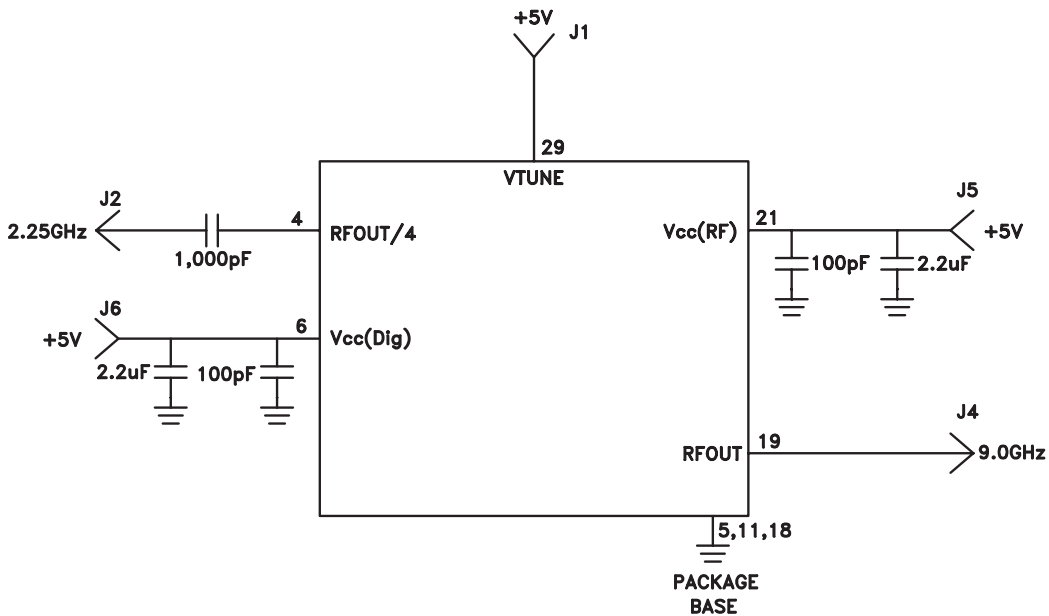 +5V
J1
29
VTUNE
J2
2.25GHz
1,000pF
4
RFOUT/4
Vcc(RF)
21
J5
+5V
100pF
2.2uF
J6
+5V
6
Vcc(Dig)
2.2uF
100pF
J4
RFOUT
19
9.0GHz
5,11,18
PACKAGE
BASE